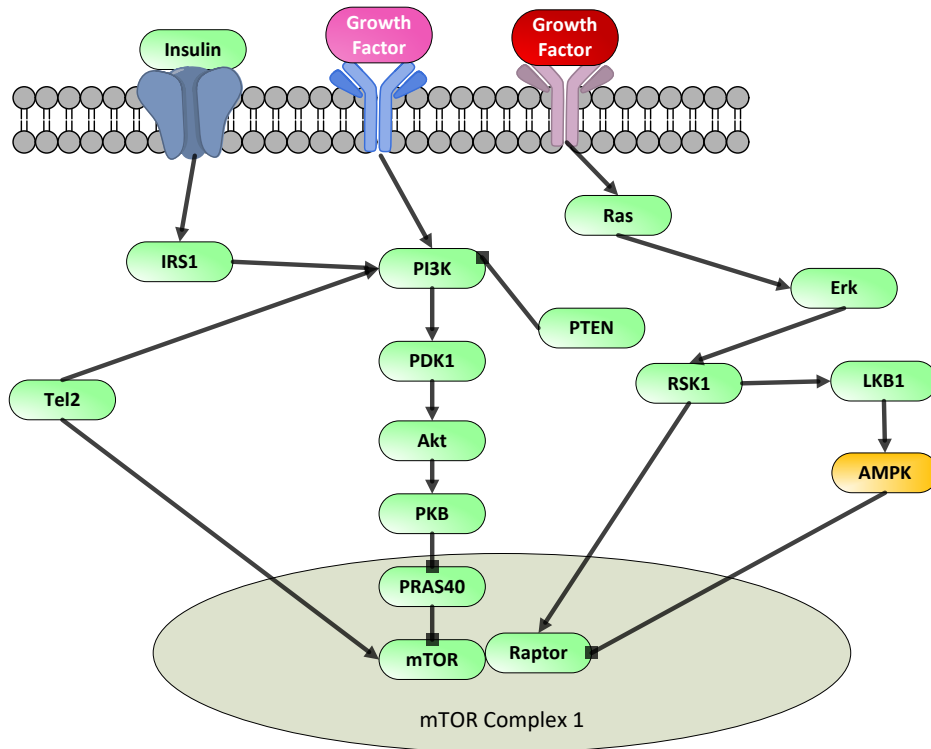 Growth
Factor
Growth
Factor
Insulin
Ras
IRS1
PI3K
Erk
PTEN
PDK1
RSK1
LKB1
Tel2
Akt
AMPK
PKB
PRAS40
mTOR
Raptor
mTOR Complex 1